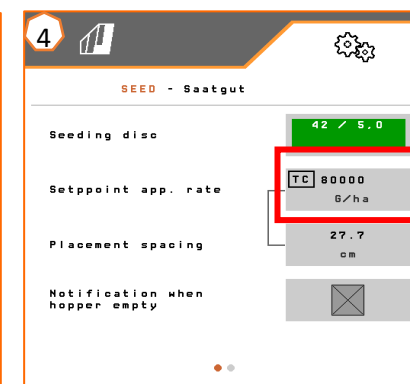 4
SEED - Saatgut
Seeding disc
42 / 5,0
Setppoint app. rate
TC 80000
G/ha
Placement spacing
27.7
cm
Notification when
hopper empty